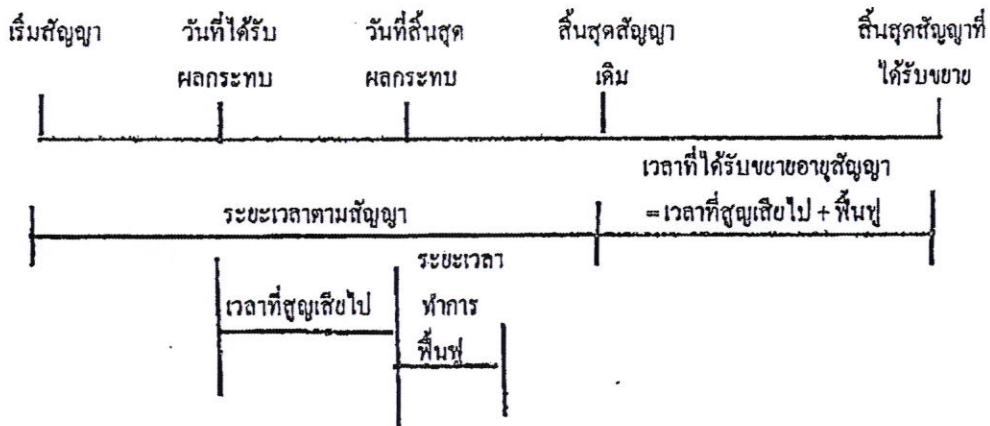 เริ่มสัญญา วันที่ได้รับ วันที่สิ้นสุด สิ้นสุดสัญญา สิ้นสุดสัญญาที่
ผลกระทบ ผลกระทบ เดิม ได้รับขยาย
เวลาที่ได้รับขยายอายุสัญญา
ระยะเวลาตามสัญญา = เวลาที่สูญเสียไป + ฟื้นฟู
ระยะเวลา
เวลาที่สูญเสียไป ทำการ
ฟื้นฟู